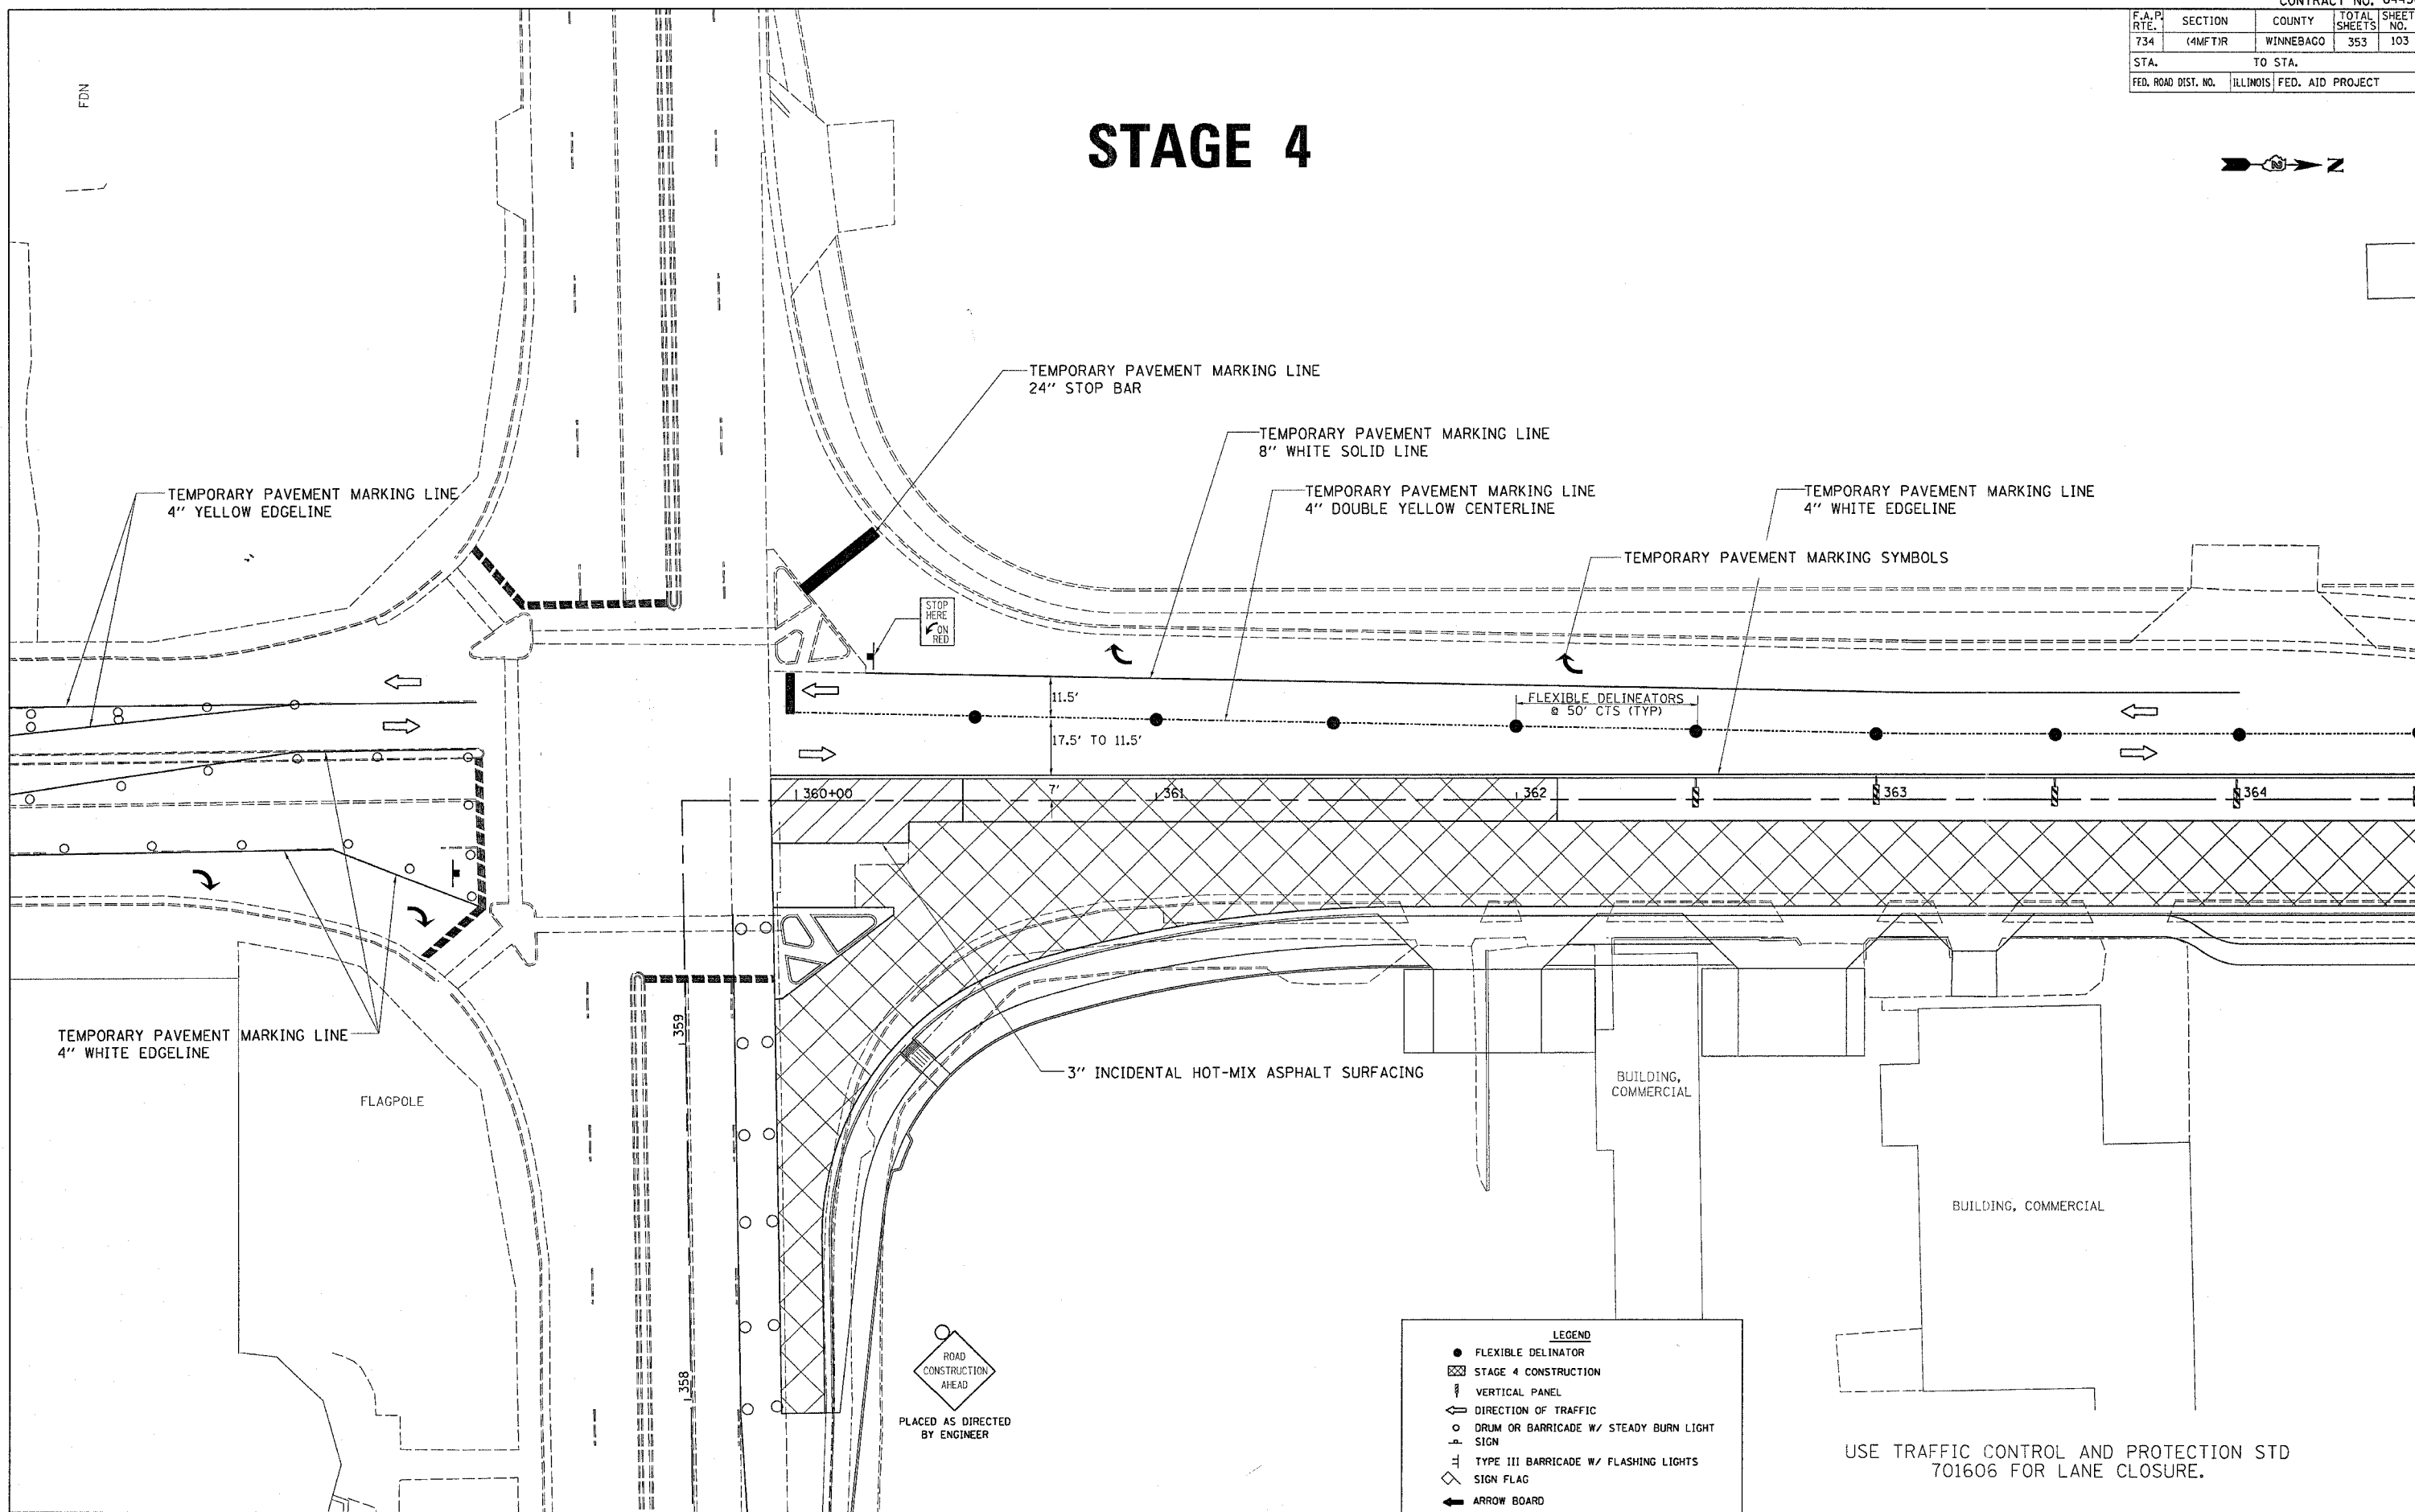 CONTRACT NO.
F.A.P. RTE. SECTION COUNTY TOTAL SHEETS SHEET NO.
734 (4MFT)R WINNEBAGO 353 103
STA. TO STA.
FED. ROAD DIST. NO. ILLINOIS FED. AID PROJECT
FDN
STAGE 4
N
TEMPORARY PAVEMENT MARKING LINE
24" STOP BAR
TEMPORARY PAVEMENT MARKING LINE
8" WHITE SOLID LINE
TEMPORARY PAVEMENT MARKING LINE
4" YELLOW EDGELINE
TEMPORARY PAVEMENT MARKING LINE
4" DOUBLE YELLOW CENTERLINE
TEMPORARY PAVEMENT MARKING LINE
4" WHITE EDGELINE
TEMPORARY PAVEMENT MARKING SYMBOLS
STOP
HERE
ON
RED
11.5'
FLEXIBLE DELINEATORS
@ 50' CTS (TYP)
17.5' TO 11.5'
360+00
7'
361
362
363
364
359
358
TEMPORARY PAVEMENT MARKING LINE
4" WHITE EDGELINE
FLAGPOLE
3" INCIDENTAL HOT-MIX ASPHALT SURFACING
BUILDING,
COMMERCIAL
BUILDING, COMMERCIAL
ROAD
CONSTRUCTION
AHEAD
PLACED AS DIRECTED
BY ENGINEER
LEGEND
FLEXIBLE DELINATOR
STAGE 4 CONSTRUCTION
VERTICAL PANEL
DIRECTION OF TRAFFIC
DRUM OR BARRICADE W/ STEADY BURN LIGHT
SIGN
TYPE III BARRICADE W/ FLASHING LIGHTS
SIGN FLAG
ARROW BOARD
USE TRAFFIC CONTROL AND PROTECTION STD
701606 FOR LANE CLOSURE.